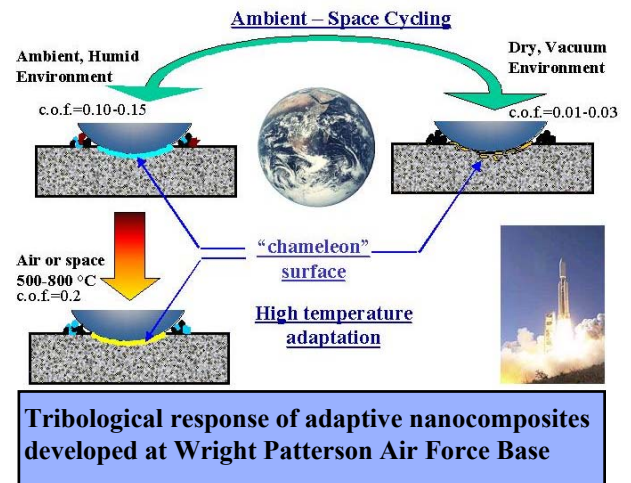 Ambient – Space Cycling
Ambient, Humid
Environment
c.o.f.=0.10-0.15
Dry, Vacuum
Environment
c.o.f.=0.01-0.03
Air or space
500-800 °C
c.o.f.=0.2
“chameleon”
surface
High temperature
adaptation
Tribological response of adaptive nanocomposites
developed at Wright Patterson Air Force Base